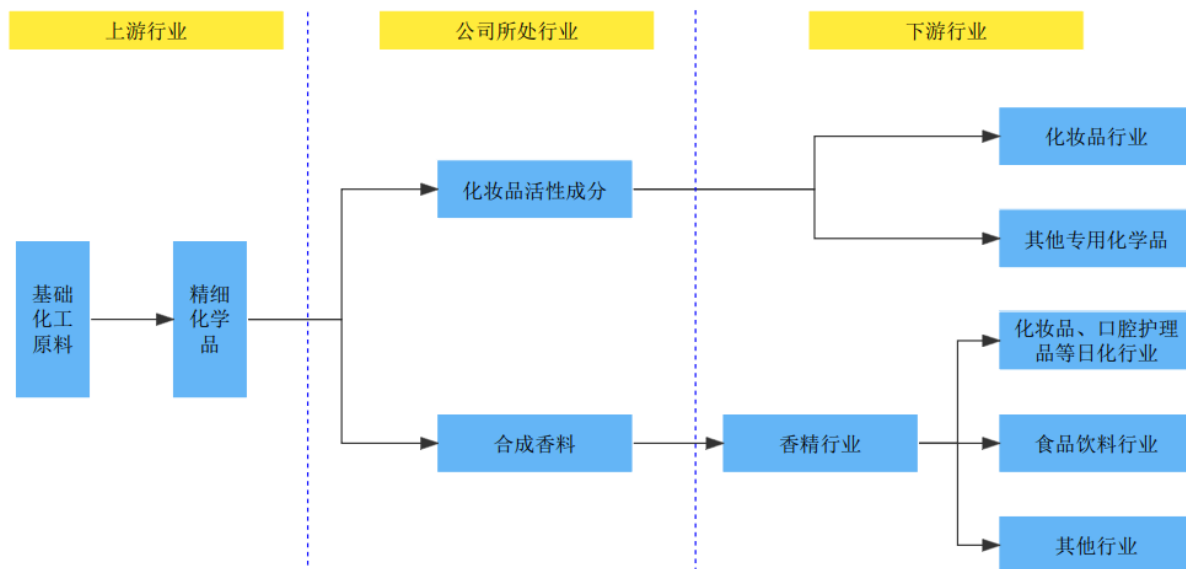 上游行业
公司所处行业
下游行业
化妆品行业
化妆品活性成分
其他专用化学品
基础
化工
原料
精细
化学
品
化妆品、口腔护理
品等日化行业
合成香料
香精行业
食品饮料行业
其他行业